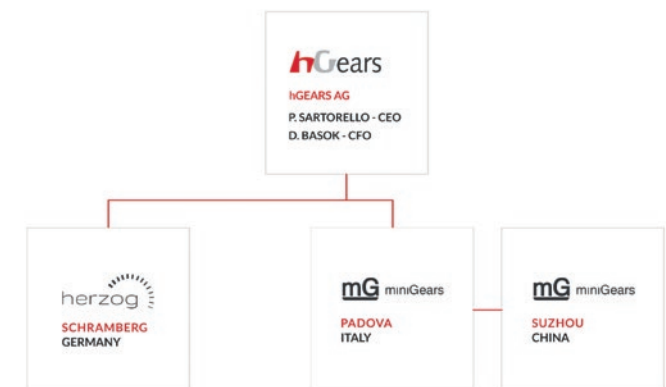 hGears
hGEARS AG
P. SARTORELLO - CEO
D. BASOK - CFO
herzog
SCHRAMBERG
GERMANY
mG miniGears
PADOVA
ITALY
mG miniGears
SUZHOU
CHINA